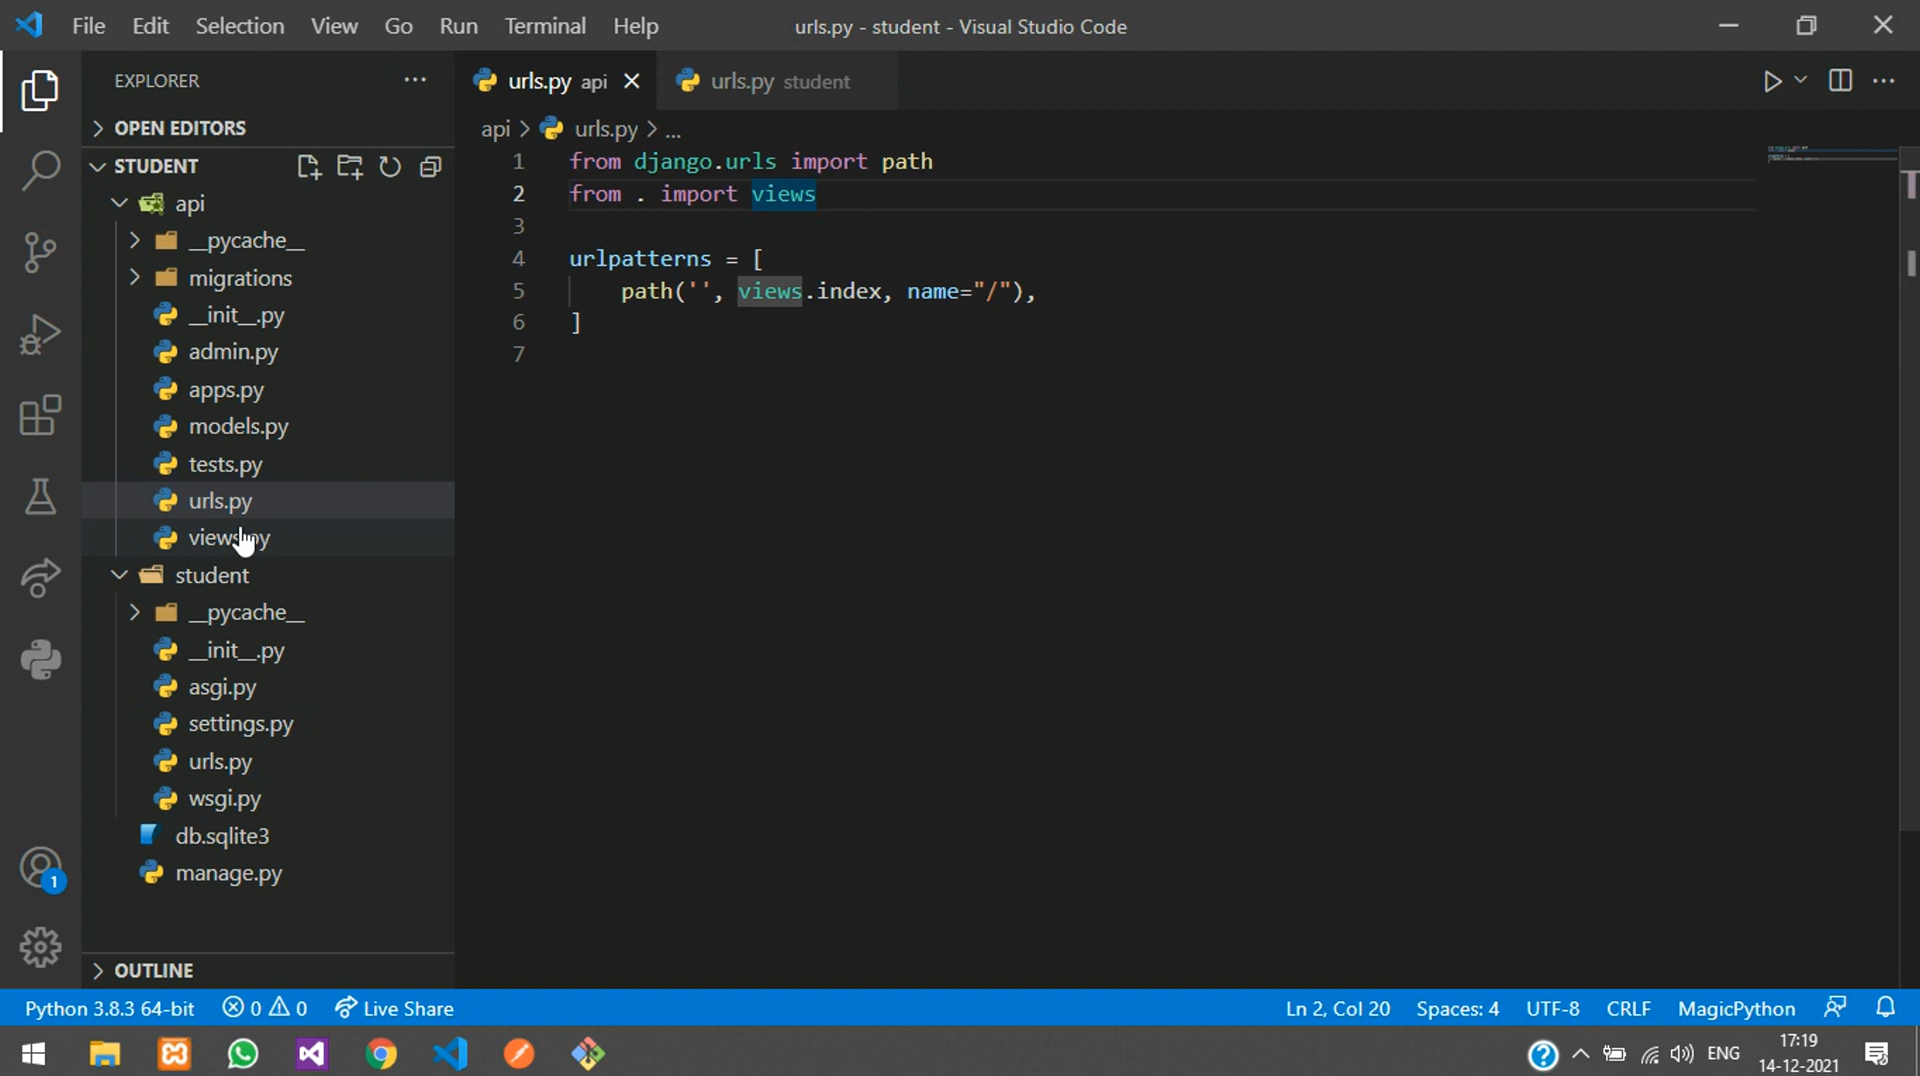 File Edit Selection View Go Run Terminal Help
urls.py - student - Visual Studio Code
EXPLORER
OPEN EDITORS
STUDENT
api
__pycache__
migrations
__init__.py
admin.py
apps.py
models.py
tests.py
urls.py
views.py
student
__pycache__
__init__.py
asgi.py
settings.py
urls.py
wsgi.py
db.sqlite3
manage.py
OUTLINE
urls.py api
urls.py student
api > urls.py > ...
1 from django.urls import path
2 from . import views
3
4 urlpatterns = [
5 path('', views.index, name="/"),
6 ]
7
1
Python 3.8.3 64-bit 0 0 Live Share
Ln 2, Col 20 Spaces: 4 UTF-8 CRLF MagicPython
ENG
17:19
14-12-2021